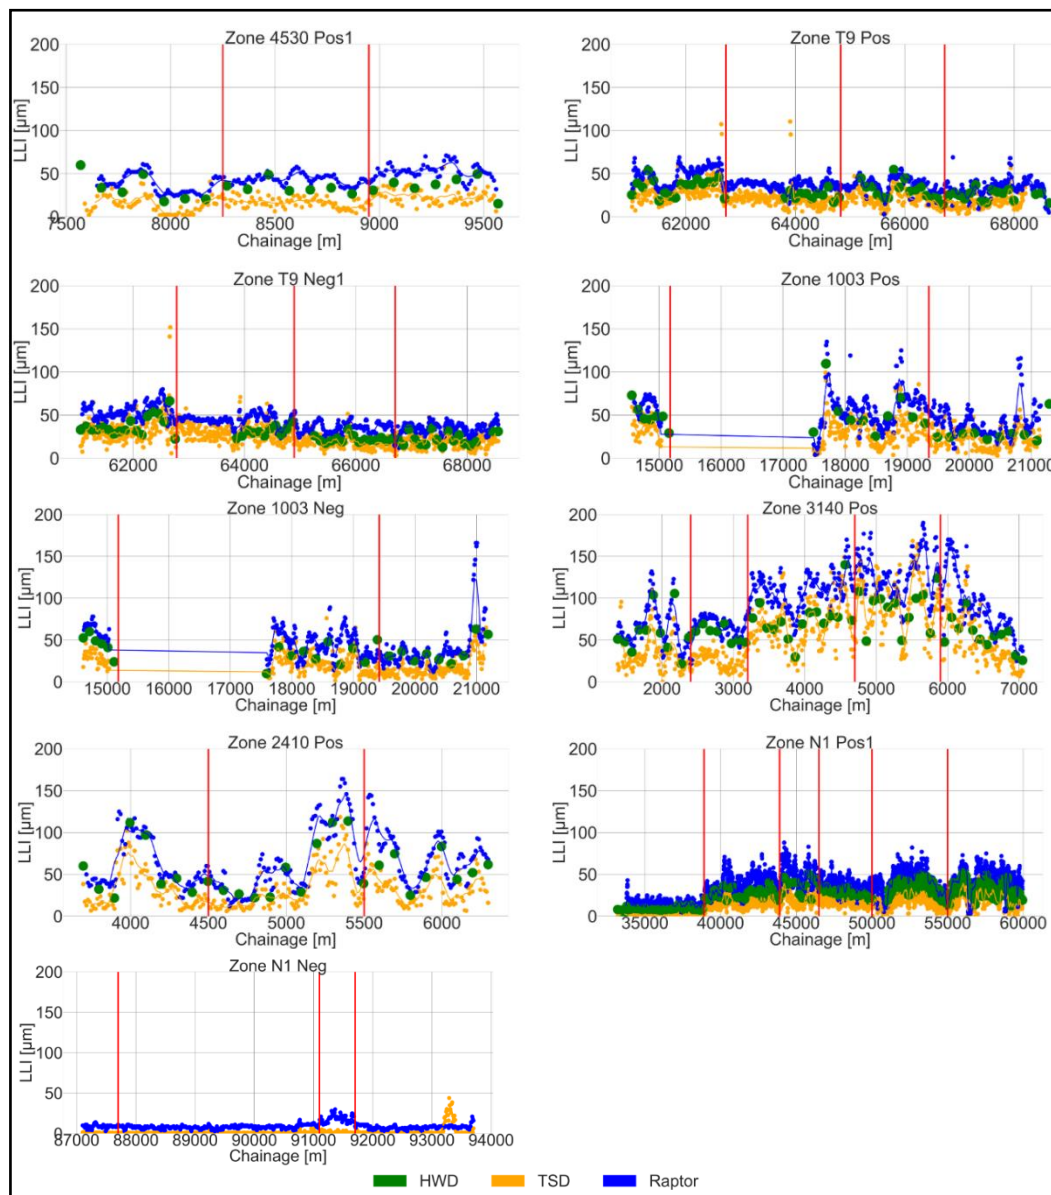 Zone 4530 Pos1
200
150
100
50
0
LLI [µm]
7500 8000 8500 9000 9500
Chainage [m]
Zone T9 Pos
200
150
100
50
0
LLI [µm]
62000 64000 66000 68000
Chainage [m]
Zone T9 Neg1
200
150
100
50
0
LLI [µm]
62000 64000 66000 68000
Chainage [m]
Zone 1003 Pos
200
150
100
50
0
LLI [µm]
15000 16000 17000 18000 19000 20000 21000
Chainage [m]
Zone 1003 Neg
200
150
100
50
0
LLI [µm]
15000 16000 17000 18000 19000 20000 21000
Chainage [m]
Zone 3140 Pos
200
150
100
50
0
LLI [µm]
2000 3000 4000 5000 6000 7000
Chainage [m]
Zone 2410 Pos
200
150
100
50
0
LLI [µm]
4000 4500 5000 5500 6000
Chainage [m]
Zone N1 Pos1
200
150
100
50
0
LLI [µm]
35000 40000 45000 50000 55000 60000
Chainage [m]
Zone N1 Neg
200
150
100
50
0
LLI [µm]
87000 88000 89000 90000 91000 92000 93000 94000
Chainage [m]
HWD TSD Raptor